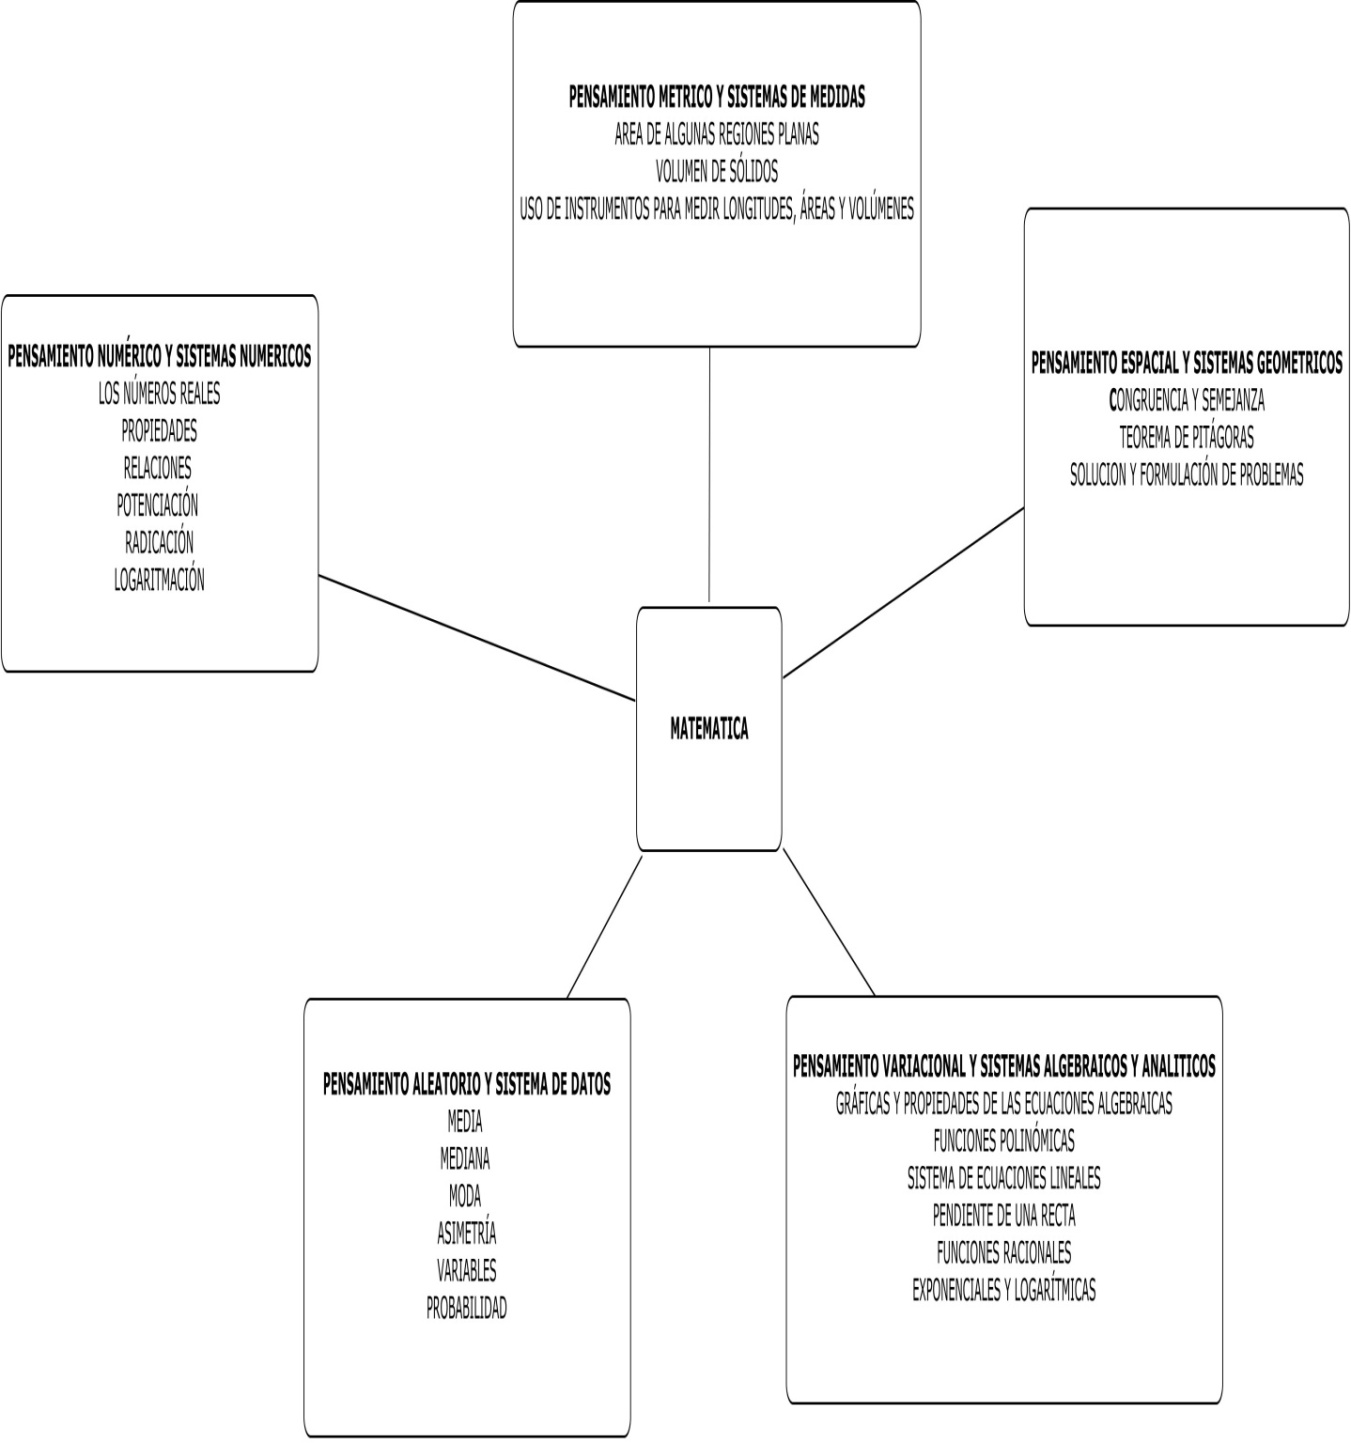 PENSAMIENTO METRICO Y SISTEMAS DE MEDIDAS
AREA DE ALGUNAS REGIONES PLANAS
VOLUMEN DE SÓLIDOS
USO DE INSTRUMENTOS PARA MEDIR LONGITUDES, ÁREAS Y VOLÚMENES
PENSAMIENTO NUMÉRICO Y SISTEMAS NUMERICOS
LOS NÚMEROS REALES
PROPIEDADES
RELACIONES
POTENCIACIÓN
RADICACIÓN
LOGARITMACIÓN
PENSAMIENTO ESPACIAL Y SISTEMAS GEOMETRICOS
CONGRUENCIA Y SEMEJANZA
TEOREMA DE PITÁGORAS
SOLUCION Y FORMULACIÓN DE PROBLEMAS
MATEMATICA
PENSAMIENTO ALEATORIO Y SISTEMA DE DATOS
MEDIA
MEDIANA
MODA
ASIMETRÍA
VARIABLES
PROBABILIDAD
PENSAMIENTO VARIACIONAL Y SISTEMAS ALGEBRAICOS Y ANALITICOS
GRÁFICAS Y PROPIEDADES DE LAS ECUACIONES ALGEBRAICAS
FUNCIONES POLINÓMICAS
SISTEMA DE ECUACIONES LINEALES
PENDIENTE DE UNA RECTA
FUNCIONES RACIONALES
EXPONENCIALES Y LOGARÍTMICAS